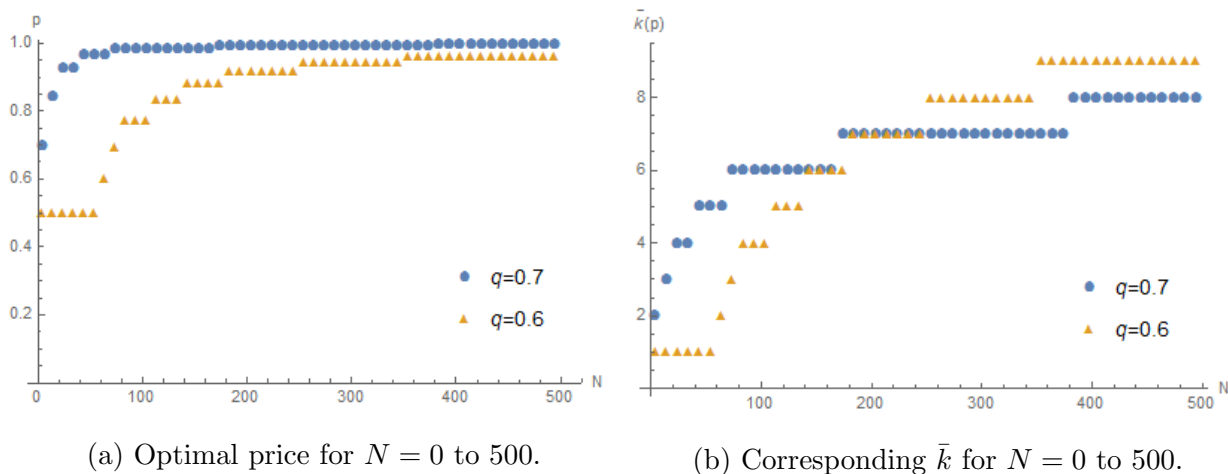 p
1.0
0.8
0.6
0.4
0.2
0
100
200
300
400
500
N
q=0.7
q=0.6
(a) Optimal price for N = 0 to 500.
k̄(p)
8
6
4
2
100
200
300
400
500
N
q=0.7
q=0.6
(b) Corresponding k̄ for N = 0 to 500.